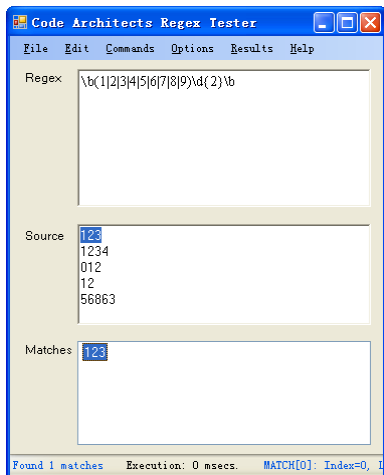 Code Architects Regex Tester
File Edit Commands Options Results Help
Regex
\b(1|2|3|4|5|6|7|8|9)\d{2}\b
Source
123
1234
012
12
56863
Matches
123
Found 1 matches Execution: 0 msecs. MATCH[0]: Index=0,